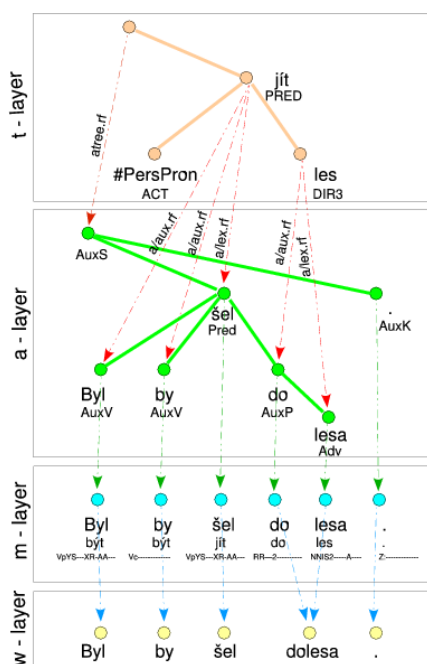 t - layer
jít
PRED
atree.rf
#PersPron
ACT
les
DIR3
a/aux.rf
a/aux.rf
a/lex.rf
a/aux.rf
a/lex.rf
a - layer
AuxS
šel
Pred
.
AuxK
Byl
AuxV
by
AuxV
do
AuxP
lesa
Adv
m - layer
Byl by šel do lesa .
být být jít do les .
VpYS---XR-AA--- Vc------------- VpYS---XR-AA--- RR---2---------- NNIS2-----A---- Z:-------------
w - layer
Byl by šel dolesa .